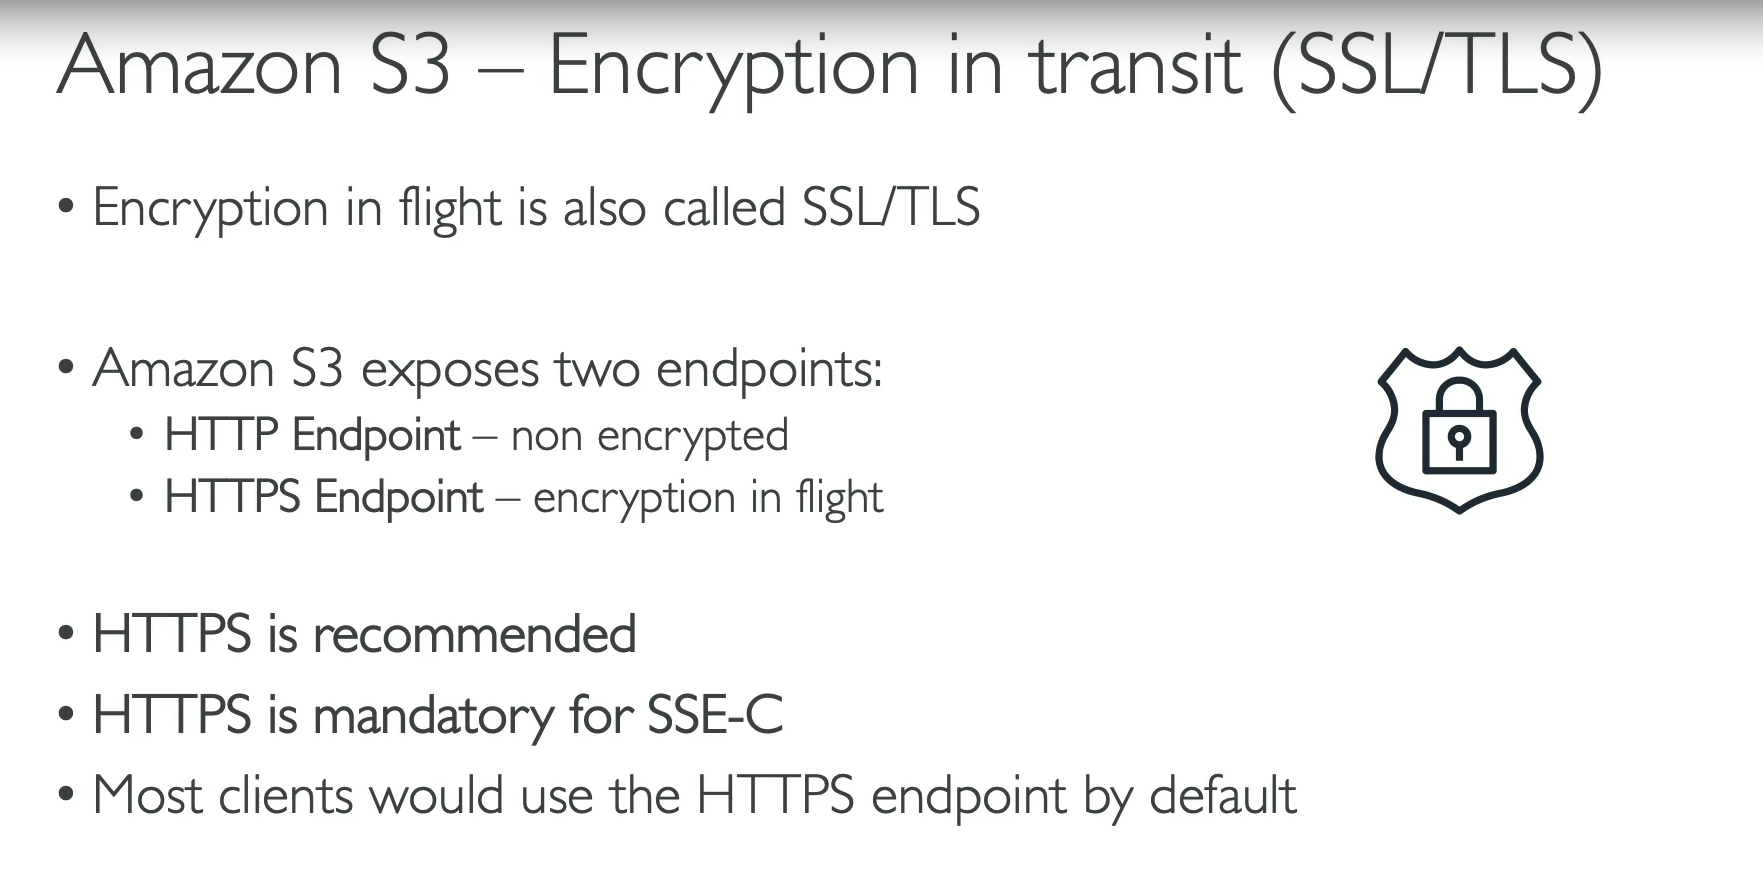 Amazon S3 – Encryption in transit (SSL/TLS)
• Encryption in flight is also called SSL/TLS
• Amazon S3 exposes two endpoints:
• HTTP Endpoint – non encrypted
• HTTPS Endpoint – encryption in flight
• HTTPS is recommended
• HTTPS is mandatory for SSE-C
• Most clients would use the HTTPS endpoint by default